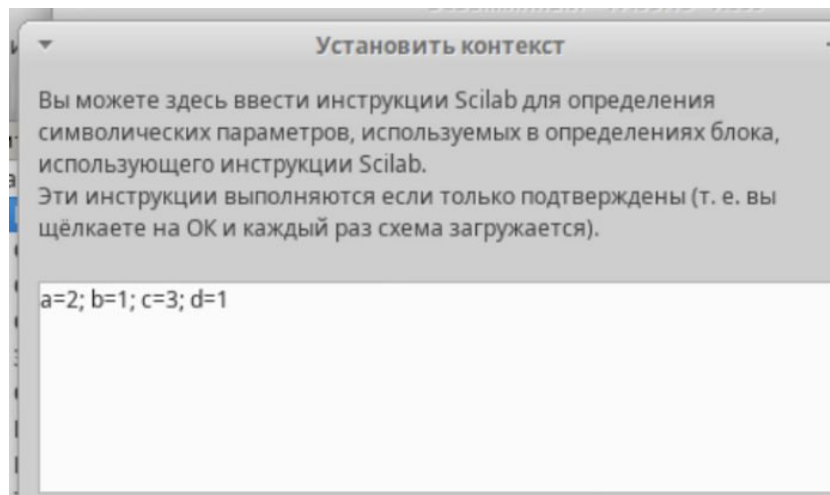 Установить контекст
Вы можете здесь ввести инструкции Scilab для определения
символических параметров, используемых в определениях блока,
использующего инструкции Scilab.
Эти инструкции выполняются если только подтверждены (т. е. вы
щёлкаете на ОК и каждый раз схема загружается).
a=2; b=1; c=3; d=1